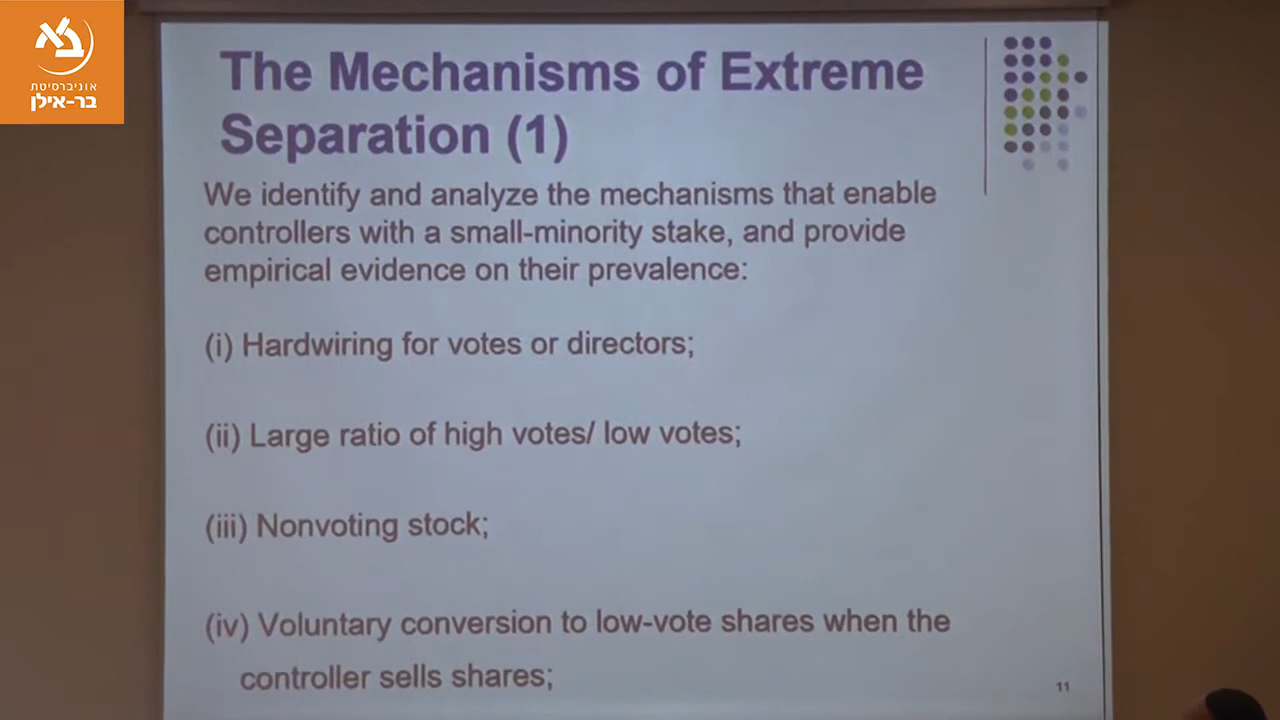 אוניברסיטת
בר-אילן
The Mechanisms of Extreme
Separation (1)
We identify and analyze the mechanisms that enable
controllers with a small-minority stake, and provide
empirical evidence on their prevalence:
(i) Hardwiring for votes or directors;
(ii) Large ratio of high votes/ low votes;
(iii) Nonvoting stock;
(iv) Voluntary conversion to low-vote shares when the
controller sells shares;
11